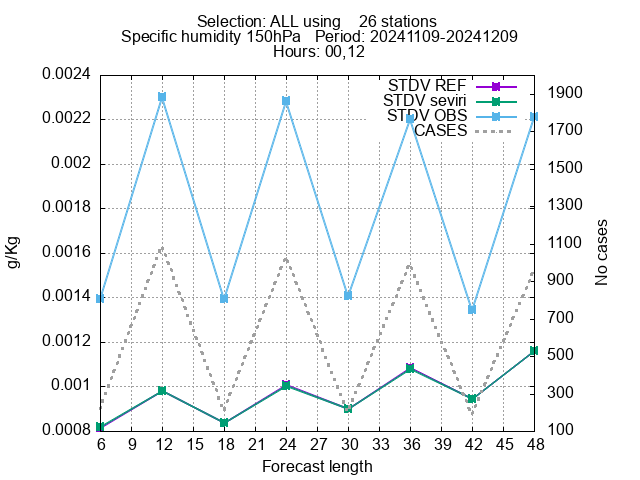 Selection: ALL using    26 stations
Specific humidity 150hPa   Period: 20241109-20241209
Hours: 00,12
STDV REF
STDV seviri
STDV OBS
CASES
0.0024
0.0022
0.002
0.0018
0.0016
0.0014
0.0012
0.001
0.0008
g/Kg
1900
1700
1500
1300
1100
900
700
500
300
100
No cases
6 9 12 15 18 21 24 27 30 33 36 39 42 45 48
Forecast length